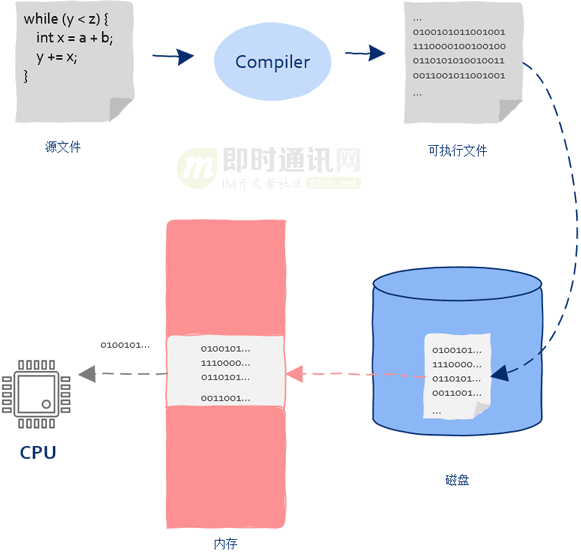 while (y < z) {
int x = a + b;
y += x;
}
源文件
Compiler
...
0100101011001001
1110000100100100
0110101010010011
0011001011001001
...
可执行文件
即时通讯网
IM开发者社区 52im.net
0100101...
0100101...
1110000...
0110101...
0011001...
内存
CPU
0100101...
1110000...
0110101...
0011001...
...
磁盘